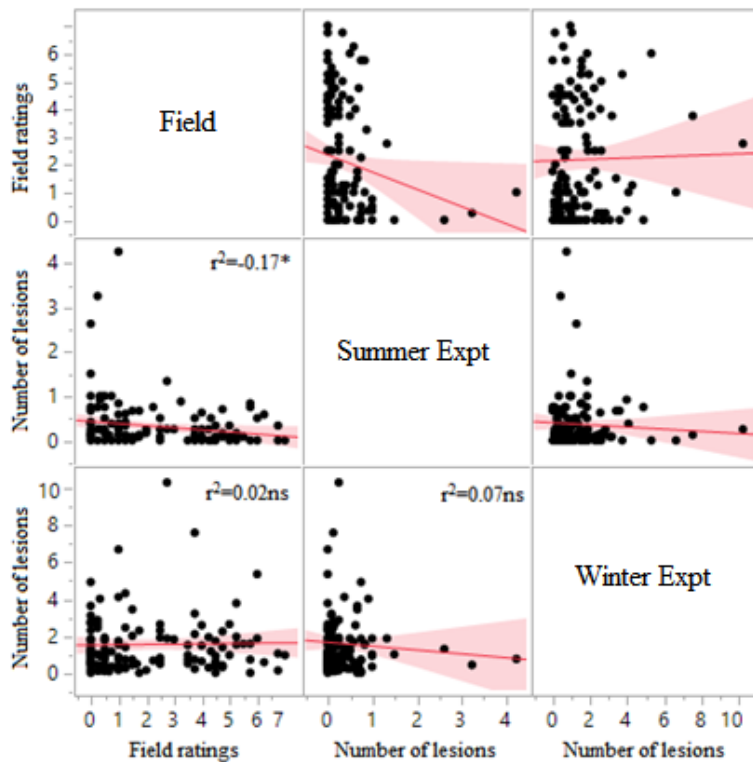 Field ratings
6
5
4
3
2
1
0
Field
Number of lesions
4
3
2
1
0
r²=-0.17*
Summer Expt
Number of lesions
10
8
6
4
2
0
r²=0.02ns
r²=0.07ns
Winter Expt
0 1 2 3 4 5 6 7
0 1 2 3 4
0 2 4 6 8 10
Field ratings
Number of lesions
Number of lesions